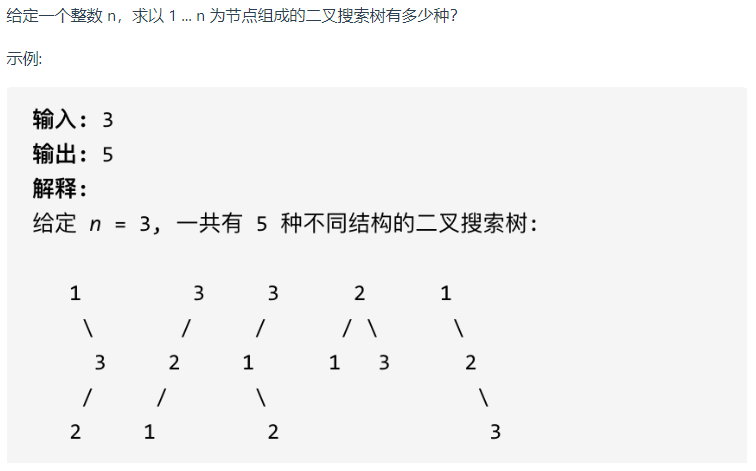 给定一个整数 n，求以 1 ... n 为节点组成的二叉搜索树有多少种？
示例:
输入: 3
输出: 5
解释:
给定 n = 3, 一共有 5 种不同结构的二叉搜索树:
1 3 3 2 1
\ / / / \ \
3 2 1 1 3 2
/ / \ \
2 1 2 3